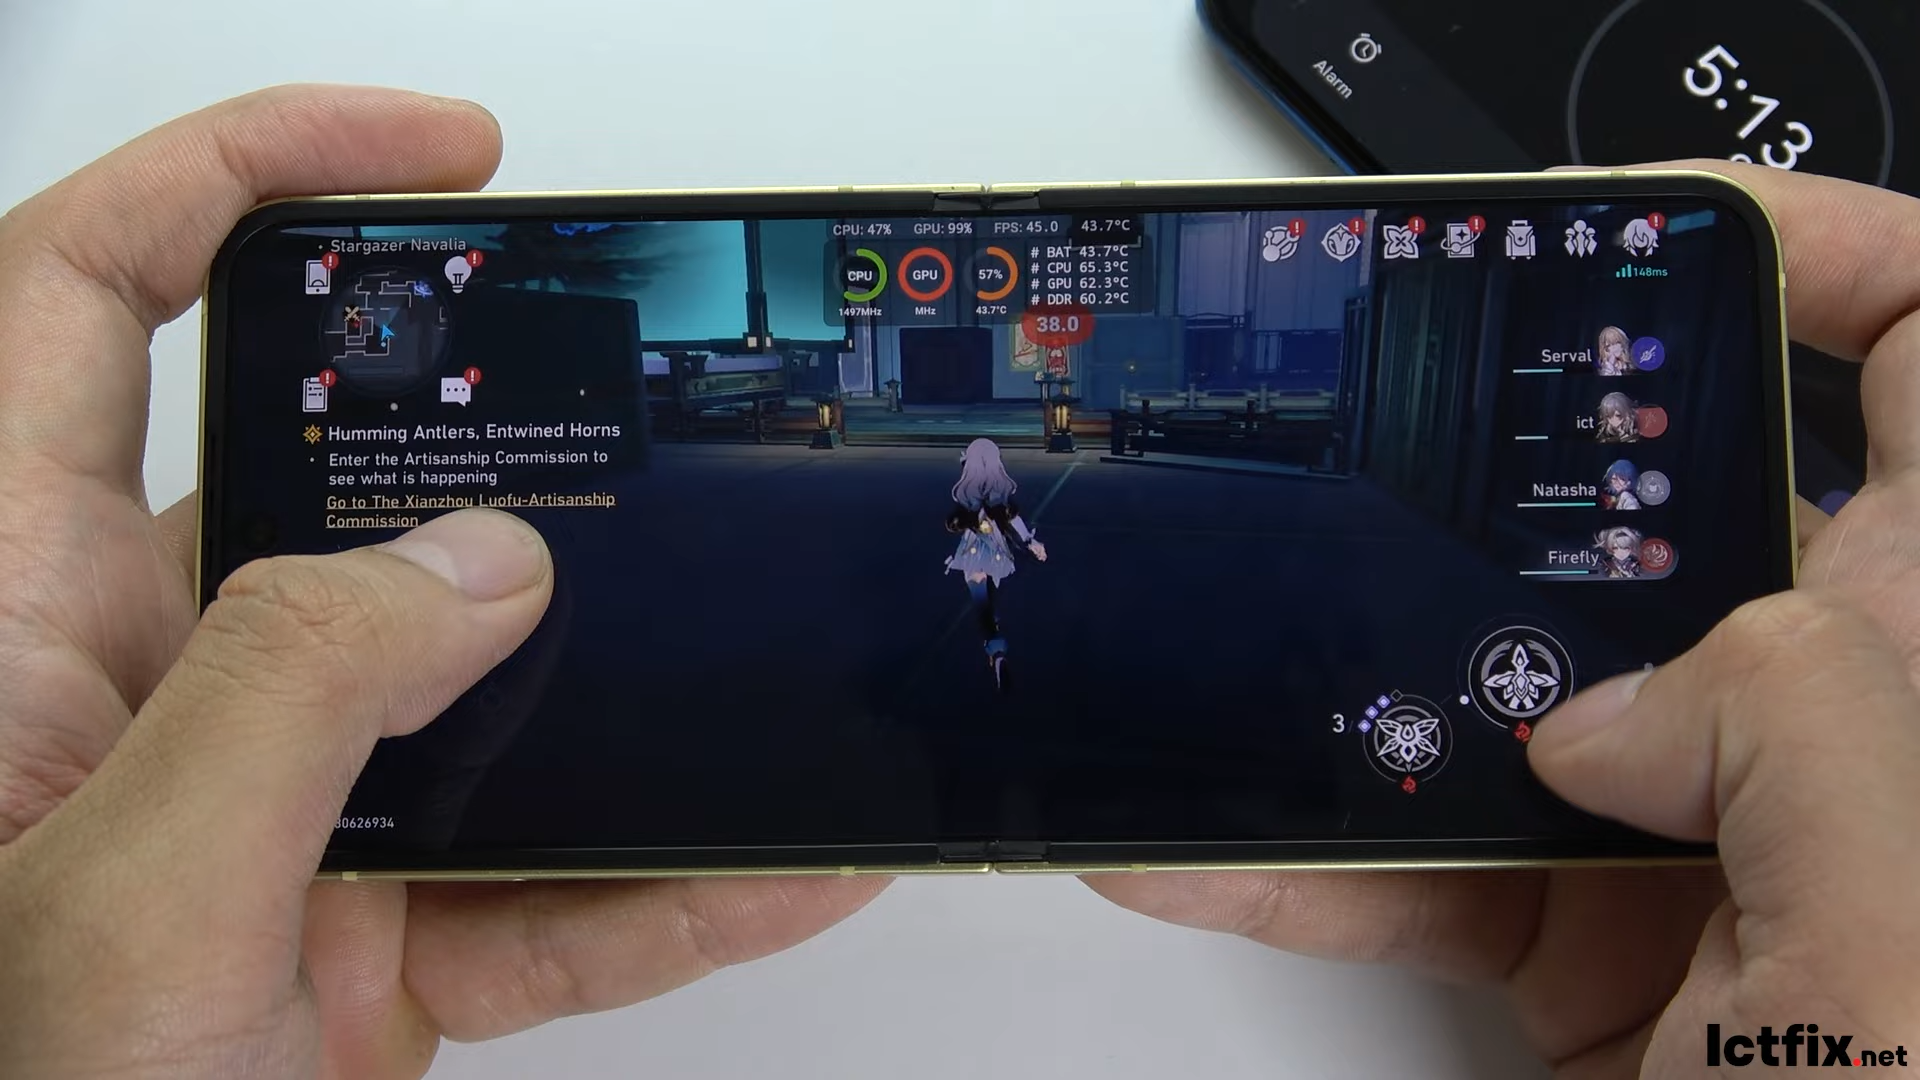 Alarm
5:13
Stargazer Navalia
CPU: 47% GPU: 99% FPS: 45.0 43.7°C
CPU
1497MHz
GPU
MHz
57%
43.7°C
# BAT 43.7°C
# CPU 65.3°C
# GPU 62.3°C
# DDR 60.2°C
38.0
148ms
Humming Antlers, Entwined Horns
Enter the Artisanship Commission to
see what is happening
Go to The Xianzhou Luofu-Artisanship
Commission
Serval
ict
Natasha
Firefly
3
30626934
Ictfix.net